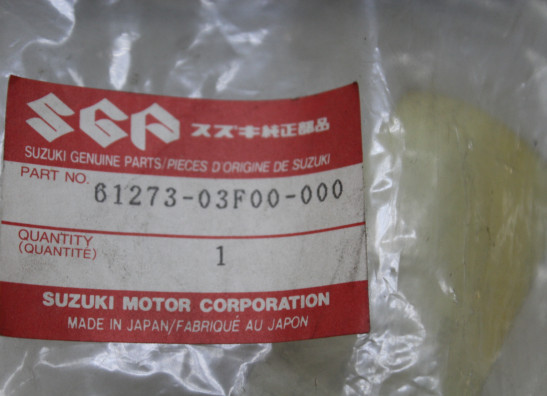 SGP スズキ純正部品
SUZUKI GENUINE PARTS/PIECES D'ORIGINE DE SUZUKI
PART NO. 61273-03F00-000
QUANTITY 1
(QUANTITÉ)
SUZUKI MOTOR CORPORATION
MADE IN JAPAN/FABRIQUÉ AU JAPON